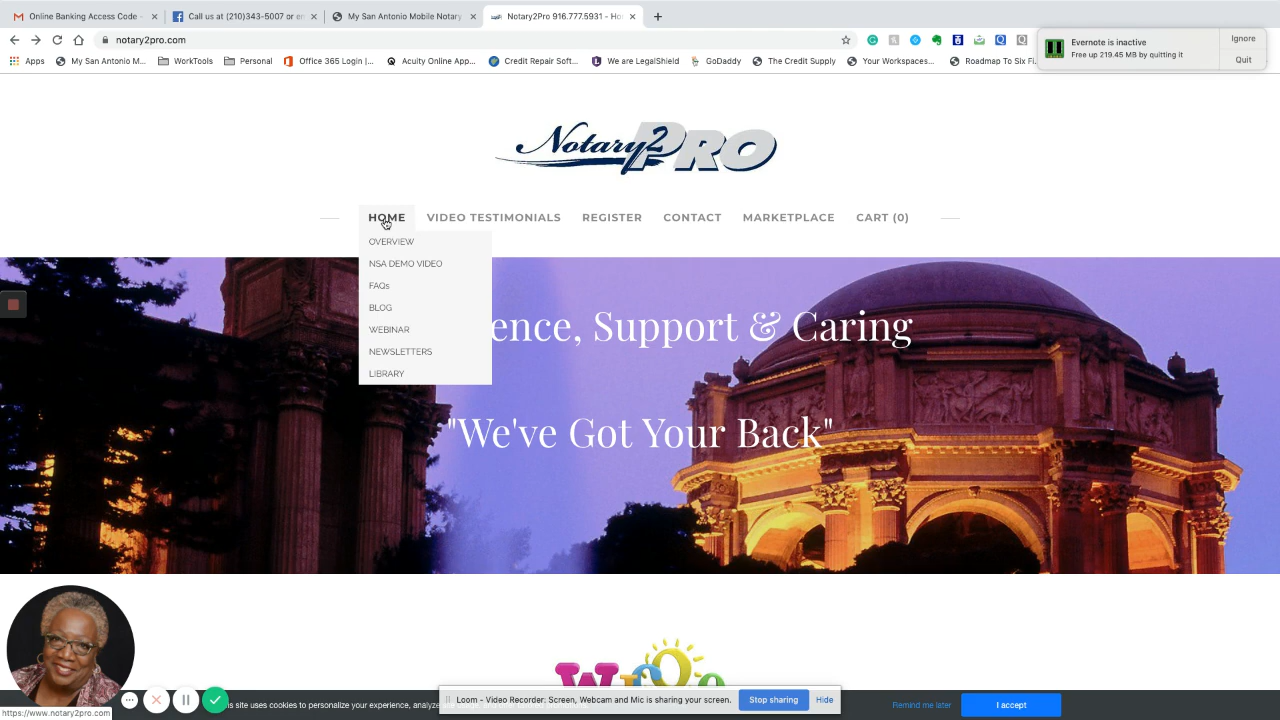 Online Banking Access Code -
Call us at (210)343-5007 or en
My San Antonio Mobile Notary
Notary2Pro 916.777.5931 - Ho
notary2pro.com
Apps
My San Antonio M...
WorkTools
Personal
Office 365 Login |...
Acuity Online App...
Credit Repair Soft...
We are LegalShield
GoDaddy
The Credit Supply
Your Workspaces...
Roadmap To Six Fi.
Evernote is inactive
Free up 219.45 MB by quitting it
Ignore
Quit
Notary2PRO
HOME
VIDEO TESTIMONIALS
REGISTER
CONTACT
MARKETPLACE
CART (0)
OVERVIEW
NSA DEMO VIDEO
FAQs
BLOG
WEBINAR
NEWSLETTERS
LIBRARY
ence, Support & Caring
"We've Got Your Back"
Loom - Video Recorder: Screen, Webcam and Mic is sharing your screen.
Stop sharing
Hide
is site uses cookies to personalize your experience, analyze
Remind me later
I accept
https://www.notary2pro.com